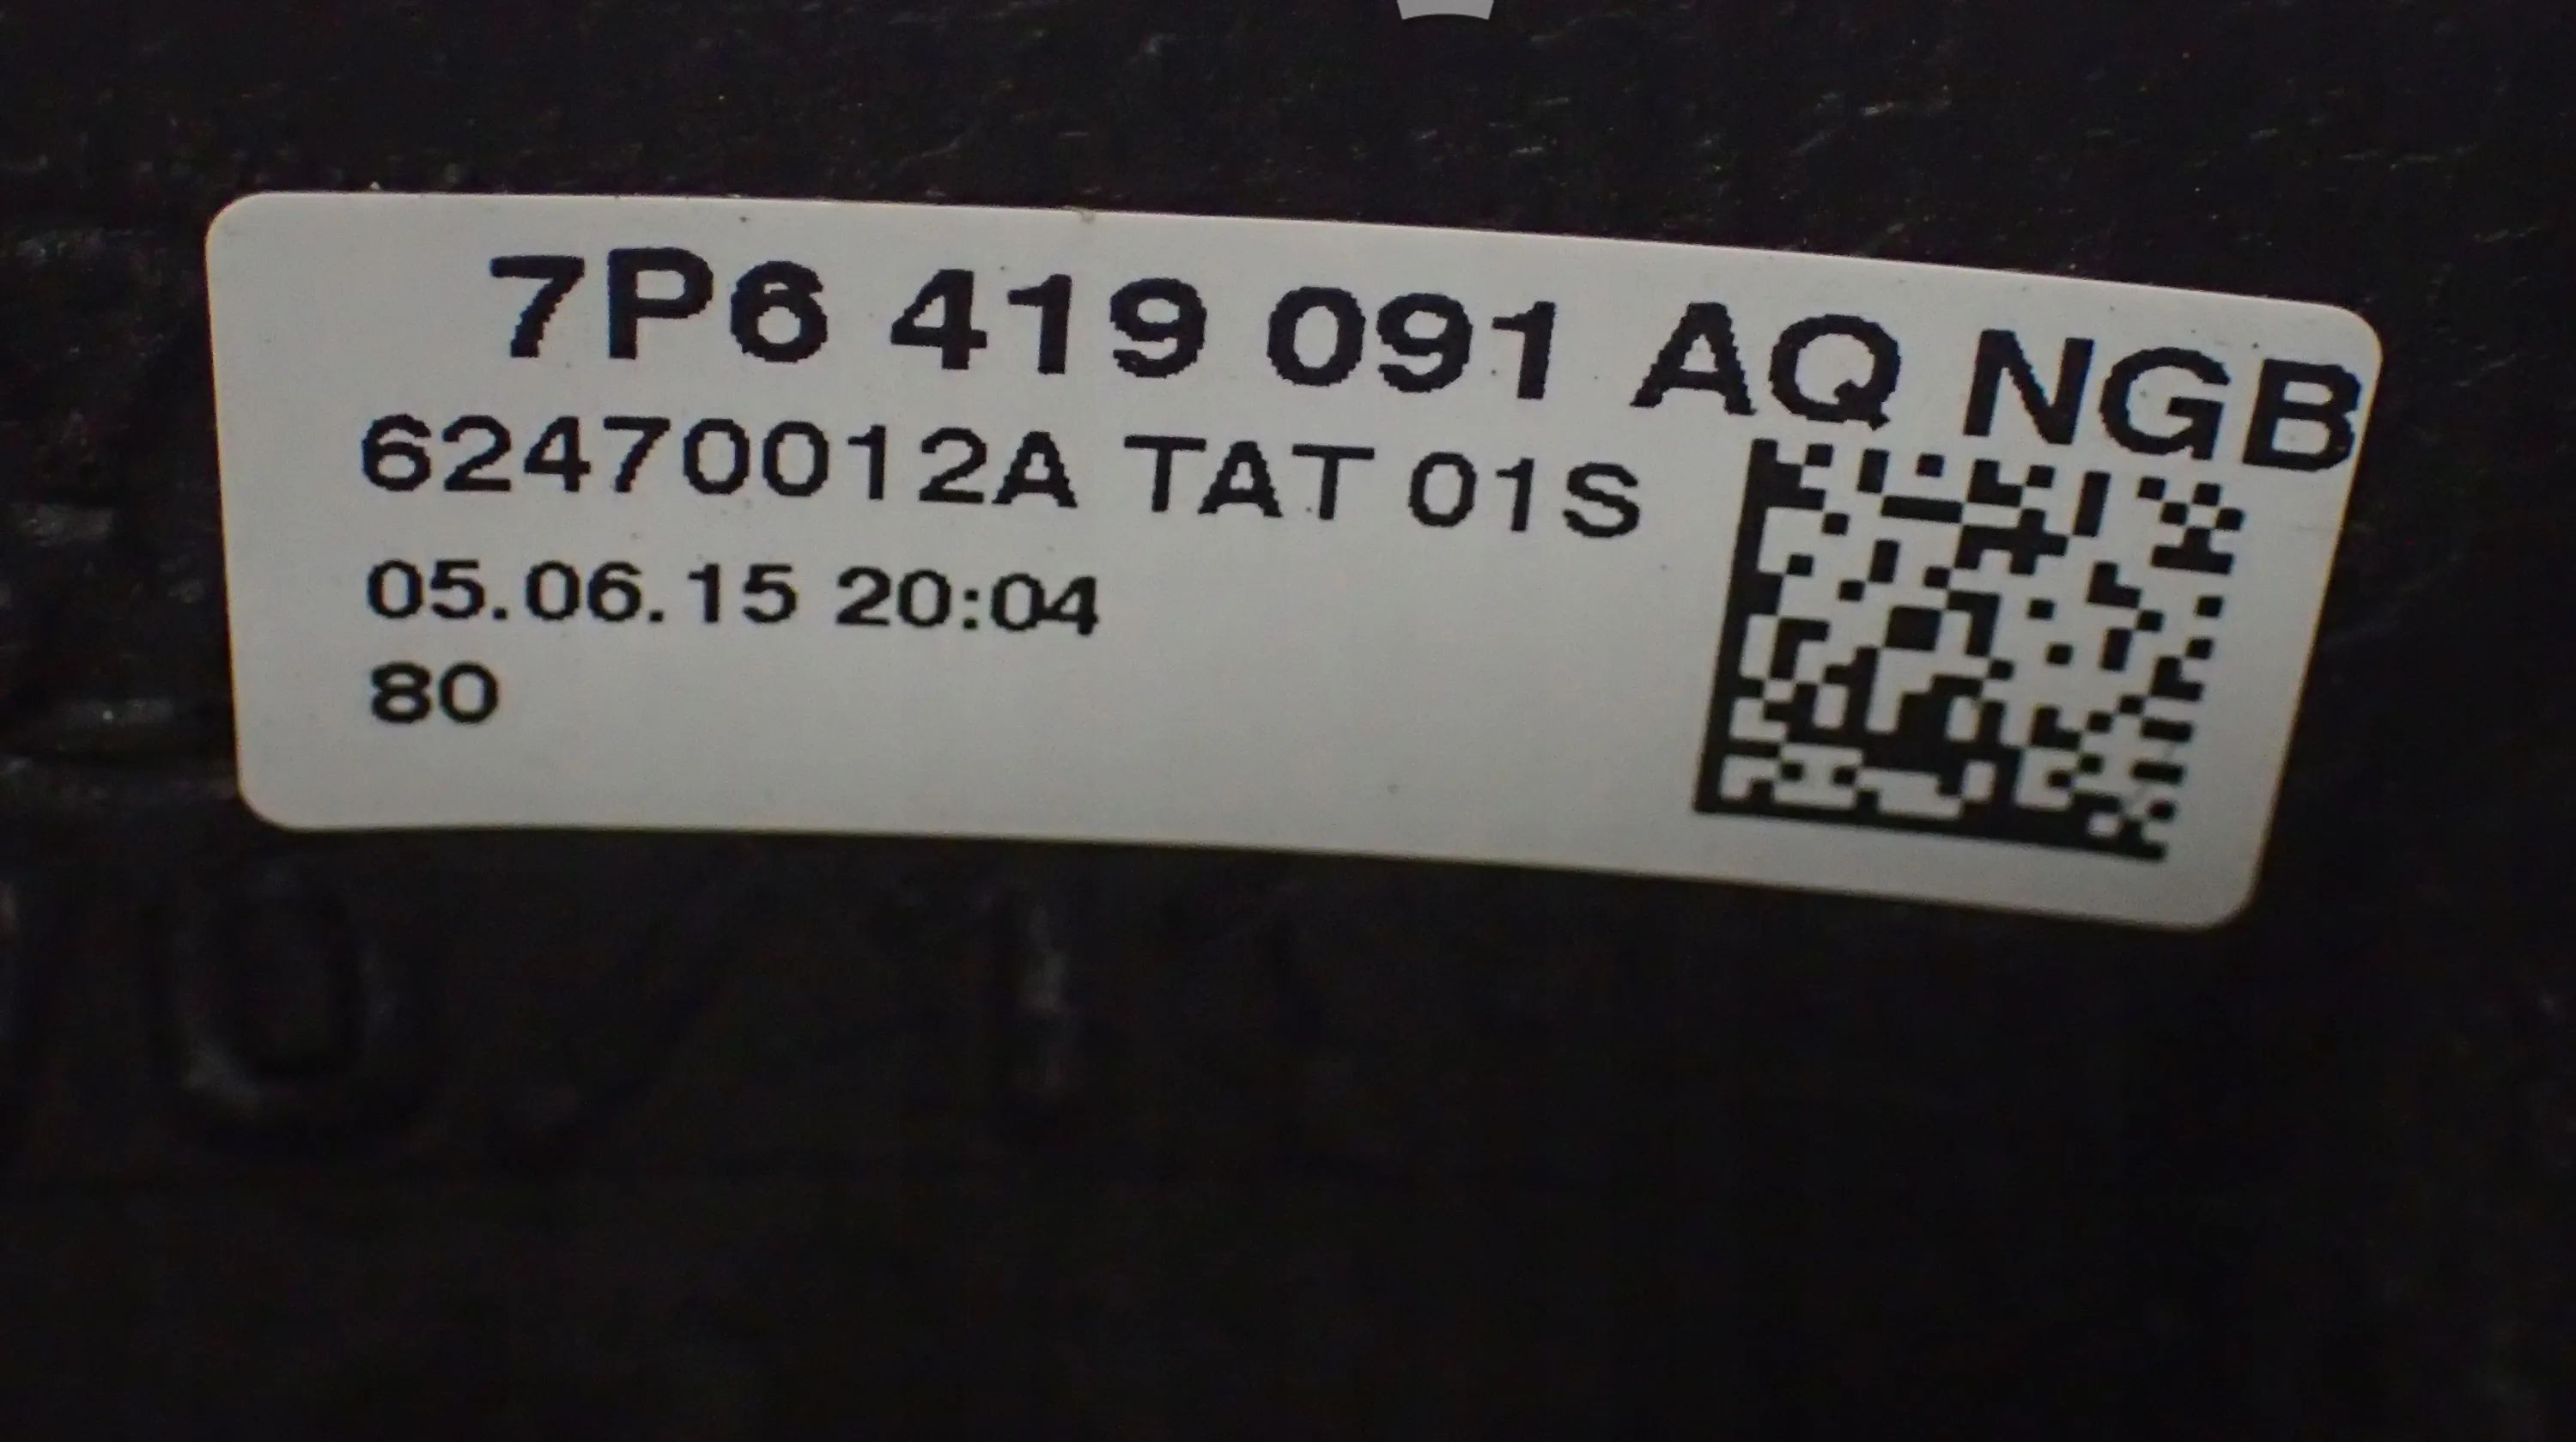 7P6 419 091 AQ NGB
62470012A TAT 01S
05.06.15 20:04
80